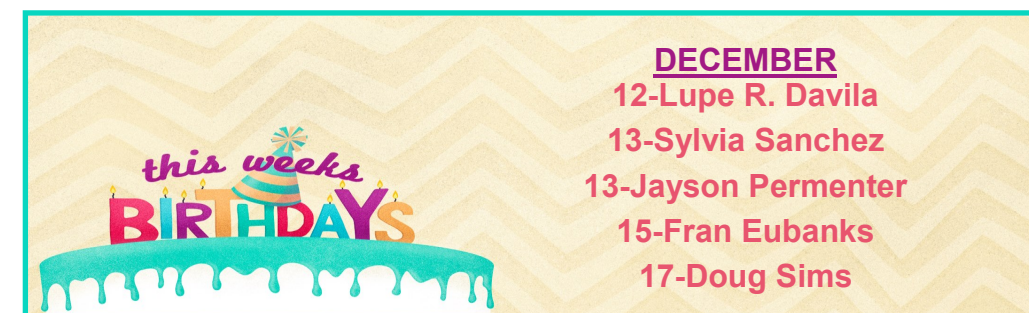 this weeks
BIRTHDAYS
DECEMBER
12-Lupe R. Davila
13-Sylvia Sanchez
13-Jayson Permenter
15-Fran Eubanks
17-Doug Sims